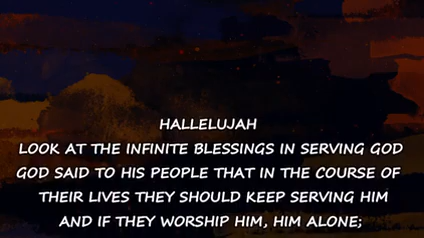 HALLELUJAH
LOOK AT THE INFINITE BLESSINGS IN SERVING GOD
GOD SAID TO HIS PEOPLE THAT IN THE COURSE OF
THEIR LIVES THEY SHOULD KEEP SERVING HIM
AND IF THEY WORSHIP HIM, HIM ALONE;